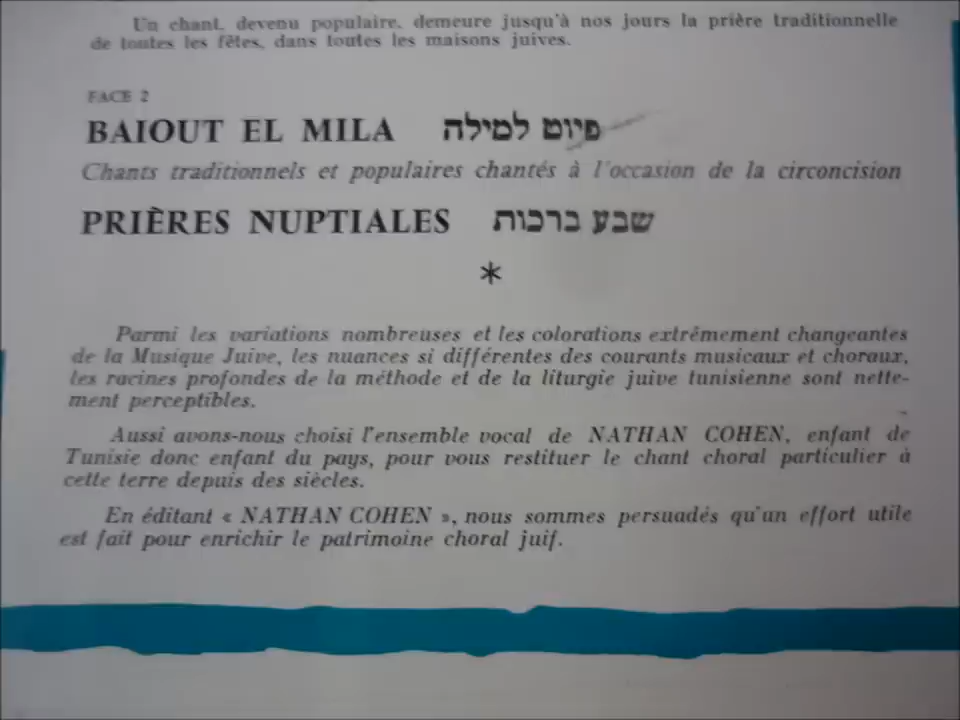 Un chant, devenu populaire, demeure jusqu'à nos jours la prière traditionnelle
de toutes les fêtes, dans toutes les maisons juives.
FACE 2
BAIOUT EL MILA פיוט למילה
Chants traditionnels et populaires chantés à l'occasion de la circoncision
PRIÈRES NUPTIALES שבע ברכות
*
Parmi les variations nombreuses et les colorations extrêmement changeantes
de la Musique Juive, les nuances si différentes des courants musicaux et choraux,
les racines profondes de la méthode et de la liturgie juive tunisienne sont nette-
ment perceptibles.
Aussi avons-nous choisi l'ensemble vocal de NATHAN COHEN, enfant de
Tunisie donc enfant du pays, pour vous restituer le chant choral particulier à
cette terre depuis des siècles.
En éditant « NATHAN COHEN », nous sommes persuadés qu'un effort utile
est fait pour enrichir le patrimoine choral juif.